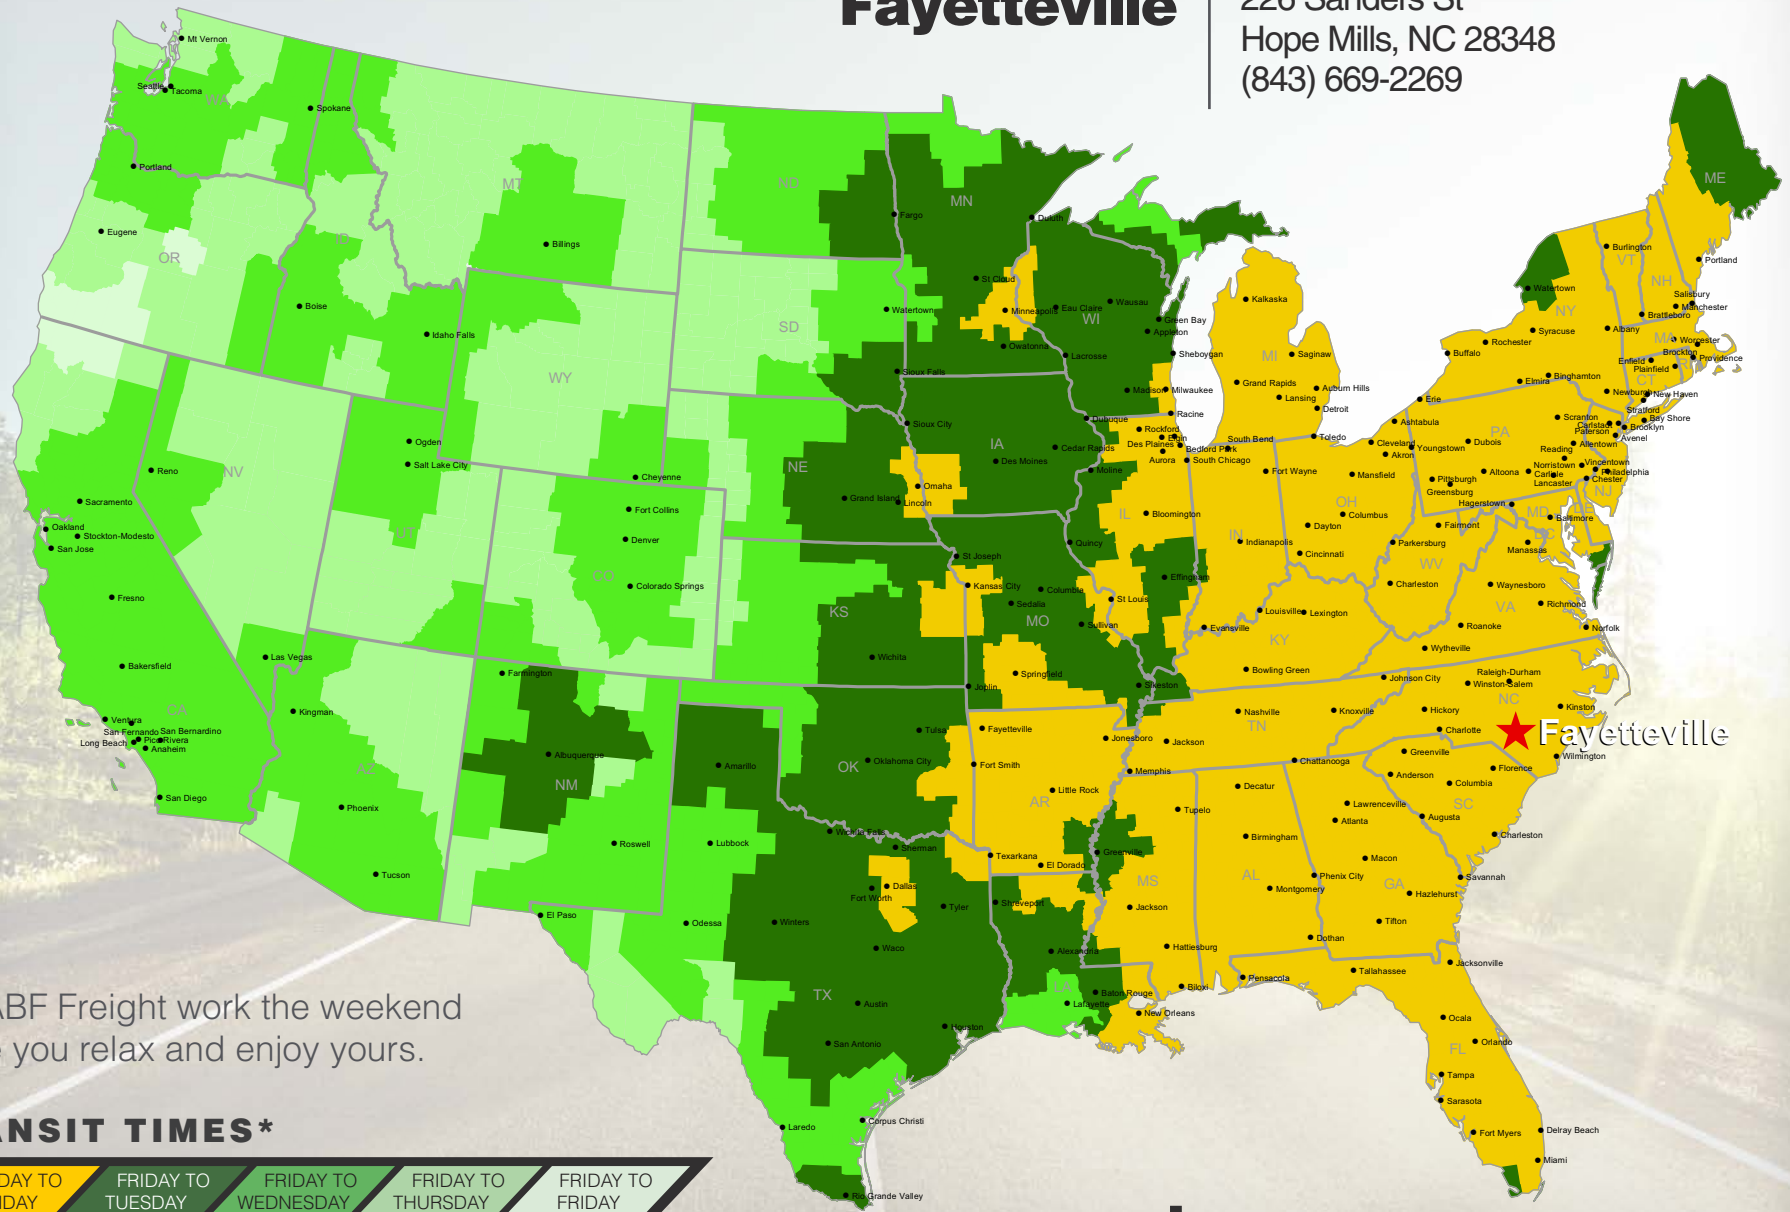 Fayetteville
226 Sanders St
Hope Mills, NC 28348
(843) 669-2269
Mt Vernon
Seattle
Tacoma
WA
Spokane
Portland
Eugene
OR
MT
Billings
ID
Boise
Idaho Falls
ND
Fargo
MN
Duluth
St Cloud
Minneapolis
Owatonna
Watertown
SD
Sioux Falls
WY
Cheyenne
Ogden
Salt Lake City
UT
Reno
NV
Sacramento
Oakland
Stockton-Modesto
San Jose
Fresno
Bakersfield
CA
Ventura
San Fernando
San Bernardino
Pico Rivera
Long Beach
Anaheim
San Diego
Las Vegas
Kingman
AZ
Phoenix
Tucson
Fort Collins
Denver
CO
Colorado Springs
Farmington
Albuquerque
NM
Roswell
El Paso
NE
Sioux City
Omaha
Lincoln
Grand Island
KS
Wichita
Kansas City
St Joseph
Amarillo
Lubbock
Odessa
OK
Tulsa
Oklahoma City
Wichita Falls
Sherman
Dallas
Fort Worth
Tyler
Winters
Waco
TX
Austin
Houston
San Antonio
Corpus Christi
Laredo
Rio Grande Valley
WI
Eau Claire
Wausau
Green Bay
Appleton
Sheboygan
Lacrosse
Madison
Milwaukee
Racine
Dubuque
IA
Cedar Rapids
Des Moines
Moline
Rockford
Elgin
Des Plaines
Bedford Park
Aurora
South Chicago
IL
Bloomington
Quincy
Effingham
MO
Columbia
Sedalia
St Louis
Sullivan
Springfield
Joplin
Sikeston
AR
Fayetteville
Jonesboro
Fort Smith
Little Rock
Texarkana
El Dorado
Shreveport
Alexandria
LA
Baton Rouge
Lafayette
New Orleans
MS
Greenville
Tupelo
Jackson
Hattiesburg
Biloxi
MI
Kalkaska
Saginaw
Grand Rapids
Lansing
Auburn Hills
Detroit
South Bend
Toledo
Fort Wayne
IN
Indianapolis
Evansville
OH
Cleveland
Ashtabula
Youngstown
Akron
Mansfield
Columbus
Dayton
Cincinnati
KY
Louisville
Lexington
Bowling Green
TN
Nashville
Knoxville
Johnson City
Jackson
Memphis
Chattanooga
AL
Decatur
Birmingham
Montgomery
Phenix City
Dothan
GA
Lawrenceville
Atlanta
Augusta
Macon
Hazlehurst
Tifton
Savannah
FL
Pensacola
Tallahassee
Jacksonville
Ocala
Orlando
Tampa
Sarasota
Fort Myers
Delray Beach
Miami
SC
Greenville
Anderson
Columbia
Florence
Charleston
NC
Raleigh-Durham
Winston-Salem
Hickory
Charlotte
Kinston
Wilmington
Fayetteville
VA
Waynesboro
Richmond
Roanoke
Norfolk
Wytheville
Manassas
WV
Fairmont
Parkersburg
Charleston
MD
DC
DE
Hagerstown
Baltimore
PA
Erie
Dubois
Pittsburgh
Greensburg
Altoona
Scranton
Allentown
Reading
Norristown
Carlisle
Lancaster
Philadelphia
Chester
NJ
Vincentown
Carlstadt
Paterson
Avenel
NY
Watertown
Syracuse
Rochester
Buffalo
Elmira
Binghamton
Albany
Newburgh
Brooklyn
Bay Shore
CT
Enfield
Plainfield
New Haven
Stratford
RI
Providence
MA
Worcester
Brockton
VT
Burlington
Brattleboro
NH
Manchester
Salisbury
ME
Portland
ABF Freight work the weekend
you relax and enjoy yours.
NSIT TIMES*
DAY TO
DAY
FRIDAY TO
TUESDAY
FRIDAY TO
WEDNESDAY
FRIDAY TO
THURSDAY
FRIDAY TO
FRIDAY